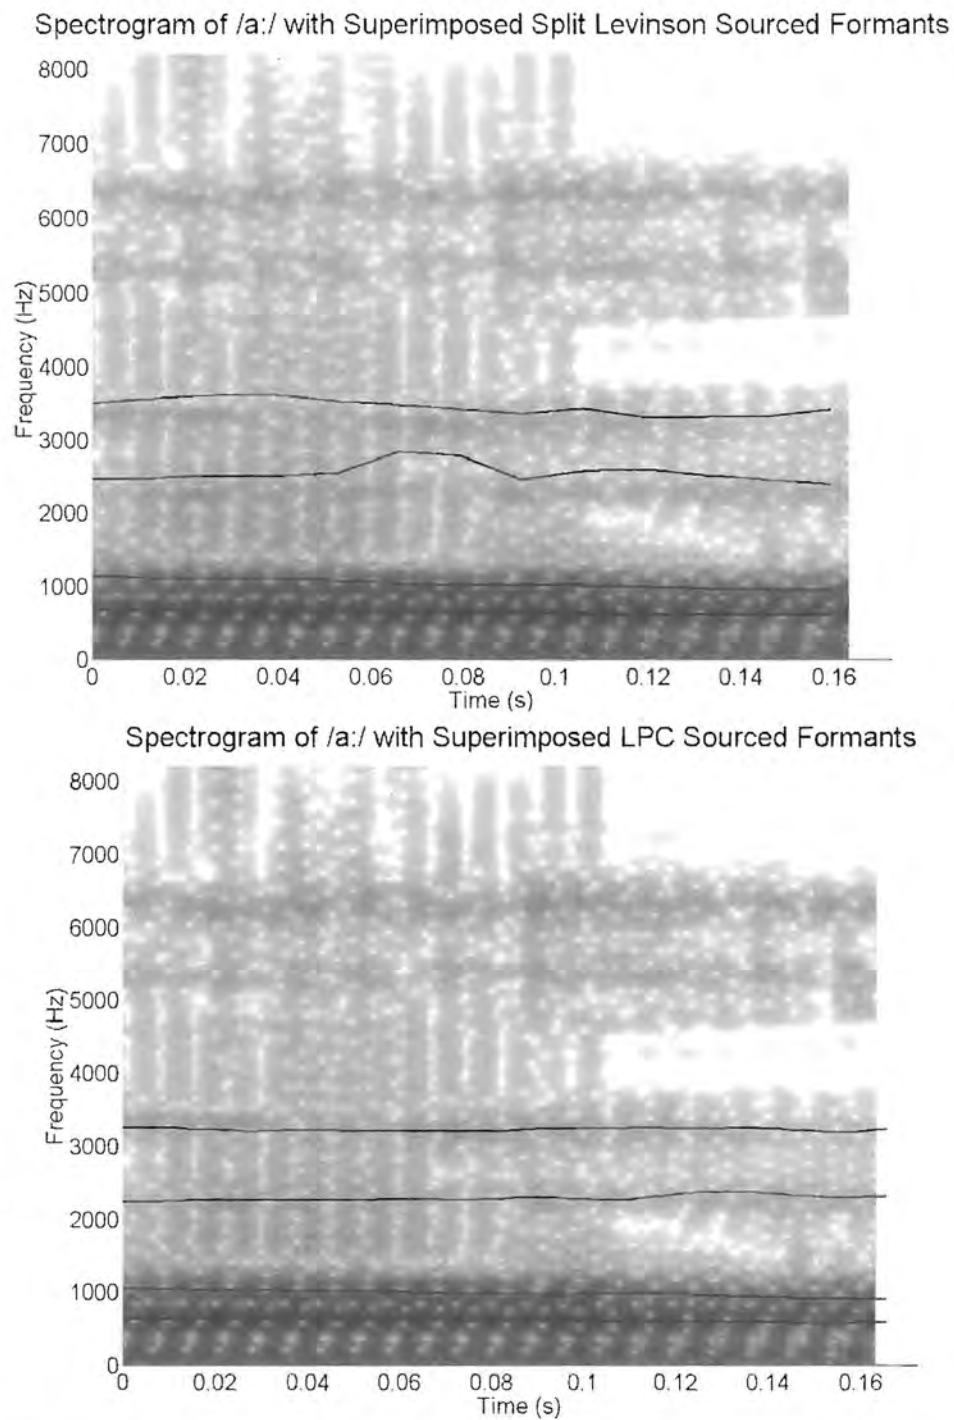 Spectrogram of /a:/ with Superimposed Split Levinson Sourced Formants
8000
7000
6000
5000
4000
3000
2000
1000
0
Frequency (Hz)
0 0.02 0.04 0.06 0.08 0.1 0.12 0.14 0.16
Time (s)
Spectrogram of /a:/ with Superimposed LPC Sourced Formants
8000
7000
6000
5000
4000
3000
2000
1000
0
Frequency (Hz)
0 0.02 0.04 0.06 0.08 0.1 0.12 0.14 0.16
Time (s)